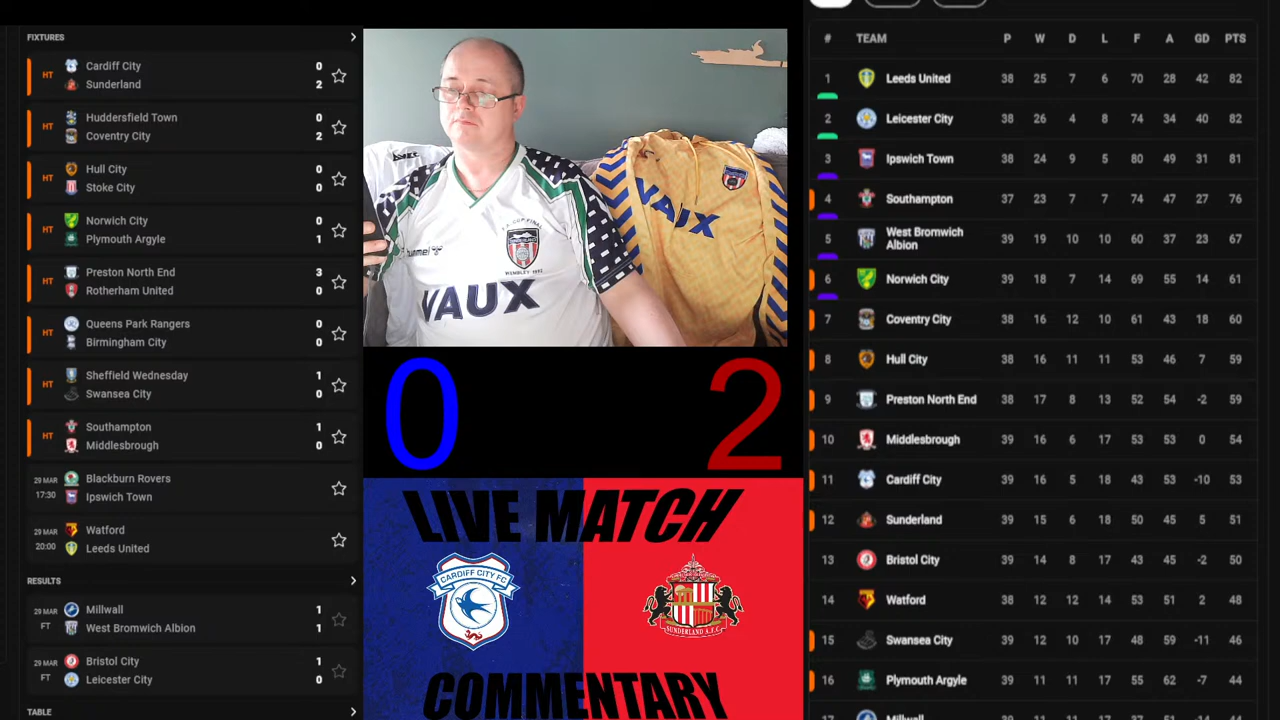 FIXTURES
HT Cardiff City 0
Sunderland 2
HT Huddersfield Town 0
Coventry City 2
HT Hull City 0
Stoke City 0
HT Norwich City 0
Plymouth Argyle 1
HT Preston North End 3
Rotherham United 0
HT Queens Park Rangers 0
Birmingham City 0
HT Sheffield Wednesday 1
Swansea City 0
HT Southampton 1
Middlesbrough 0
29 MAR Blackburn Rovers
17:30 Ipswich Town
29 MAR Watford
20:00 Leeds United
RESULTS
29 MAR Millwall 1
FT West Bromwich Albion 1
29 MAR Bristol City 1
FT Leicester City 0
TABLE
F.A. CUP FINAL
hummel
WEMBLEY 1992
VAUX
VAUX
0 2
LIVE MATCH
CARDIFF CITY FC
SUNDERLAND A.F.C
COMMENTARY
# TEAM P W D L F A GD PTS
1 Leeds United 38 25 7 6 70 28 42 82
2 Leicester City 38 26 4 8 74 34 40 82
3 Ipswich Town 38 24 9 5 80 49 31 81
4 Southampton 37 23 7 7 74 47 27 76
5 West Bromwich Albion 39 19 10 10 60 37 23 67
6 Norwich City 39 18 7 14 69 55 14 61
7 Coventry City 38 16 12 10 61 43 18 60
8 Hull City 38 16 11 11 53 46 7 59
9 Preston North End 38 17 8 13 52 54 -2 59
10 Middlesbrough 39 16 6 17 53 53 0 54
11 Cardiff City 39 16 5 18 43 53 -10 53
12 Sunderland 39 15 6 18 50 45 5 51
13 Bristol City 39 14 8 17 43 45 -2 50
14 Watford 38 12 12 14 53 51 2 48
15 Swansea City 39 12 10 17 48 59 -11 46
16 Plymouth Argyle 39 11 11 17 55 62 -7 44
17 Millwall